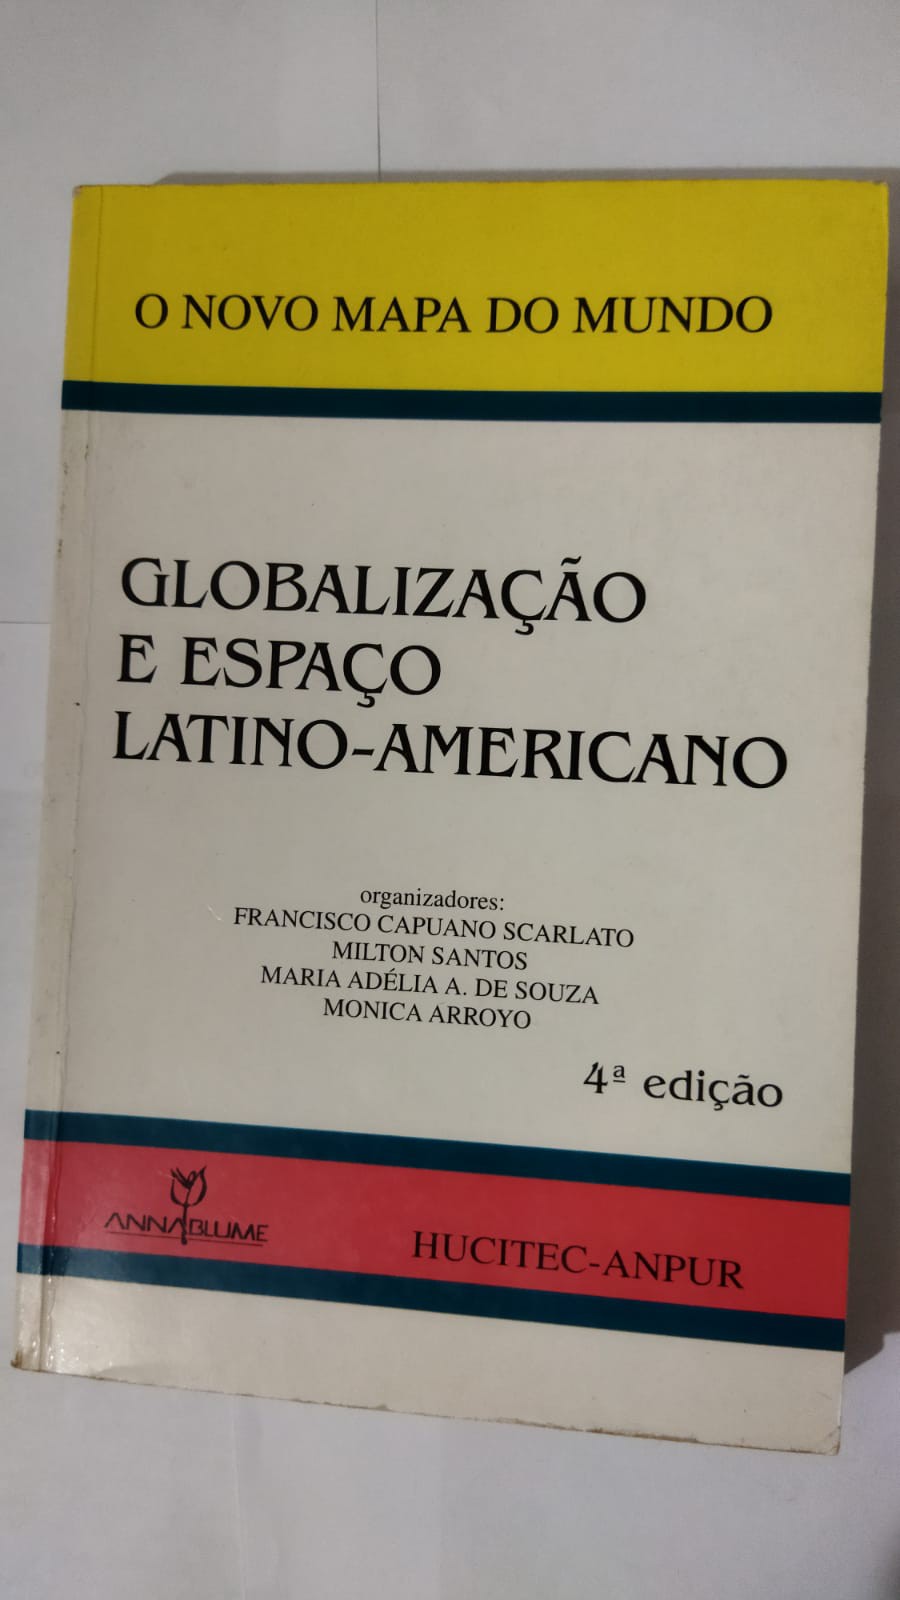 O NOVO MAPA DO MUNDO
GLOBALIZAÇÃO
E ESPAÇO
LATINO-AMERICANO
organizadores:
FRANCISCO CAPUANO SCARLATO
MILTON SANTOS
MARIA ADÉLIA A. DE SOUZA
MONICA ARROYO
4ª edição
ANNABLUME
HUCITEC-ANPUR